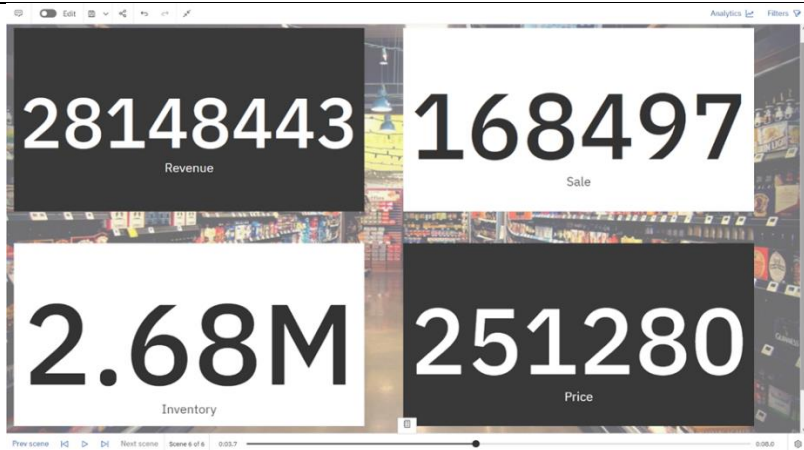 Edit
Analytics
Filters
28148443
Revenue
168497
Sale
2.68M
Inventory
251280
Price
Prev scene
Next scene
Scene 6 of 6
0:03.7
0:08.0